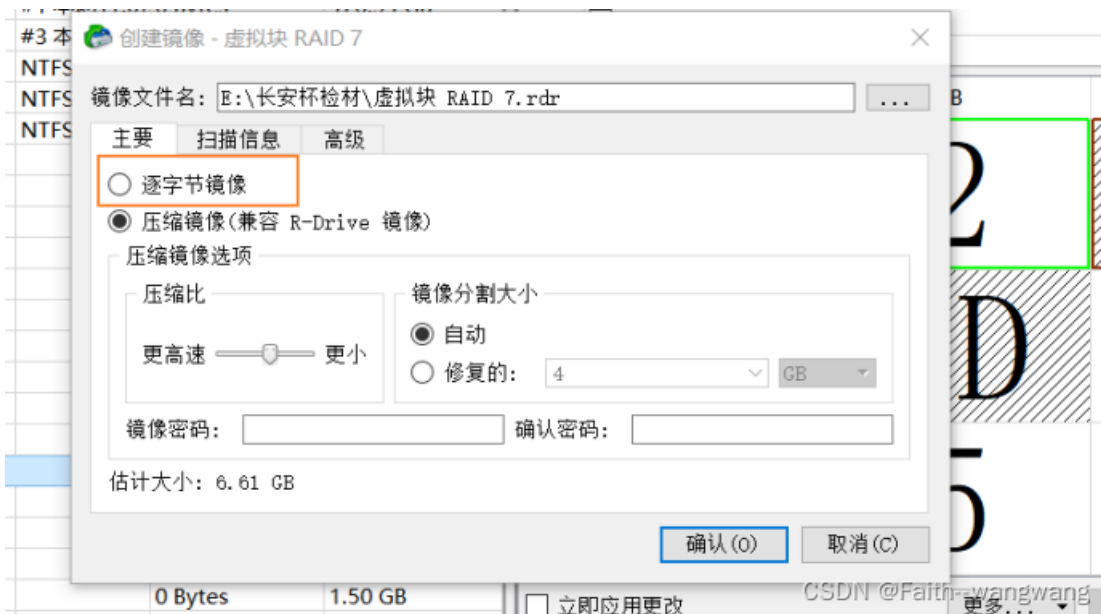 #3 本
NTFS
NTFS
NTFS
创建镜像 - 虚拟块 RAID 7
镜像文件名: E:\长安杯检材\虚拟块 RAID 7.rdr ...
主要 扫描信息 高级
逐字节镜像
压缩镜像(兼容 R-Drive 镜像)
压缩镜像选项
压缩比
更高速 更小
镜像分割大小
自动
修复的: 4 GB
镜像密码: 确认密码:
估计大小: 6.61 GB
确认(O) 取消(C)
B
2
D
5
0 Bytes 1.50 GB
立即应用更改 更多...
CSDN @Faith--wangwang